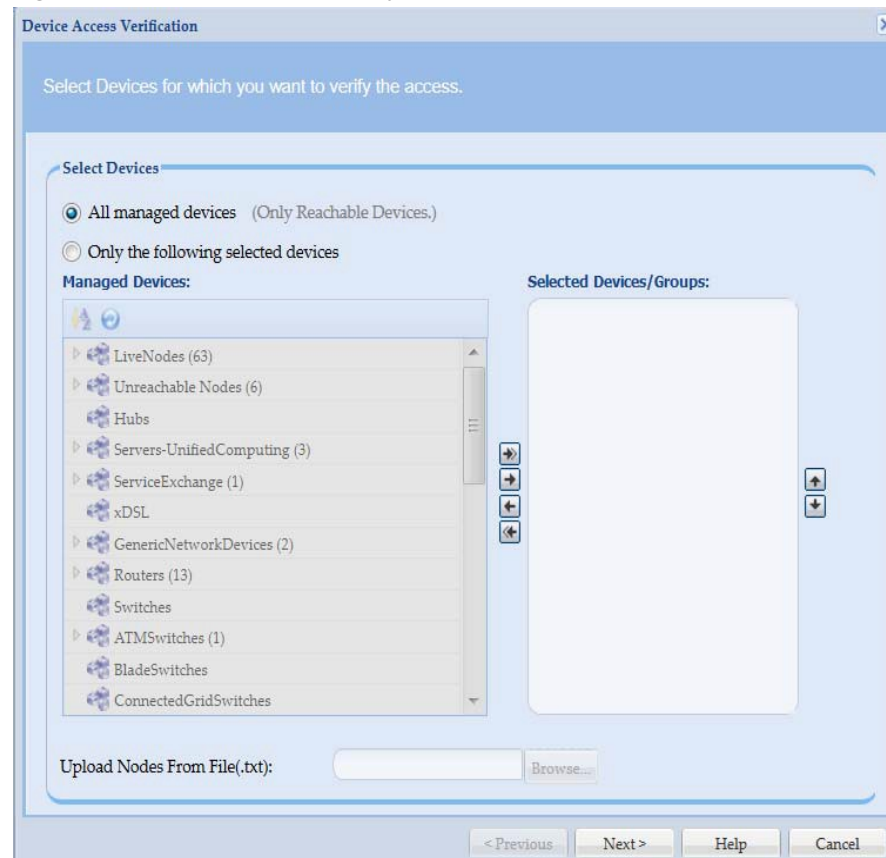 Device Access Verification
Select Devices for which you want to verify the access.
Select Devices
All managed devices (Only Reachable Devices.)
Only the following selected devices
Managed Devices:
Selected Devices/Groups:
LiveNodes (63)
Unreachable Nodes (6)
Hubs
Servers-UnifiedComputing (3)
ServiceExchange (1)
xDSL
GenericNetworkDevices (2)
Routers (13)
Switches
ATMSwitches (1)
BladeSwitches
ConnectedGridSwitches
Upload Nodes From File(.txt):
Browse...
< Previous
Next >
Help
Cancel